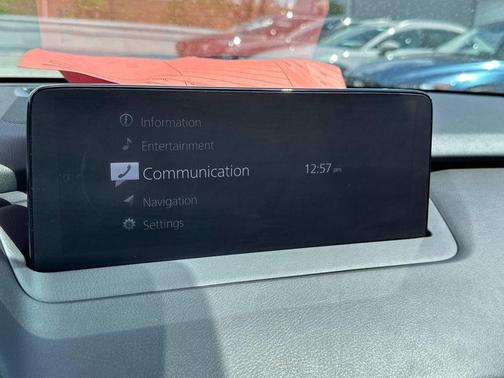 Information
Entertainment
Communication 12:57 pm
Navigation
Settings